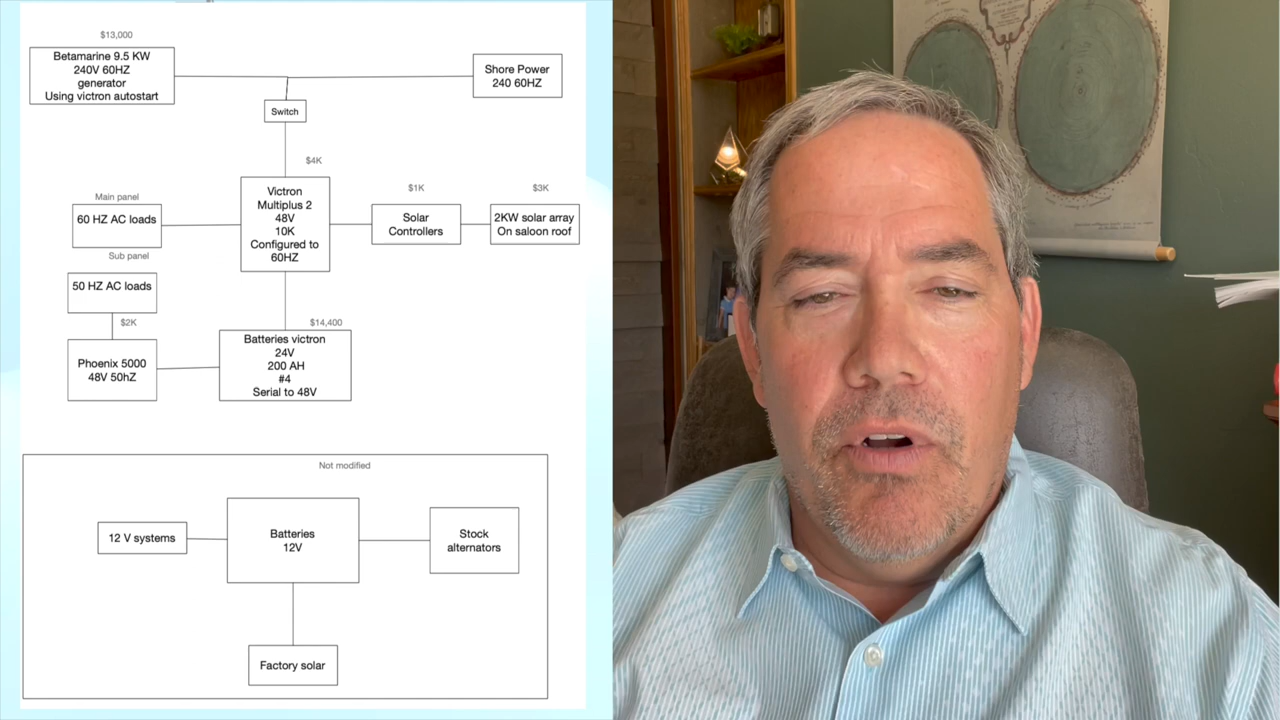 $13,000
Betamarine 9.5 KW
240V 60HZ
generator
Using victron autostart
Shore Power
240 60HZ
Switch
$4K
Victron
Multiplus 2
48V
10K
Configured to
60HZ
Main panel
60 HZ AC loads
$1K
Solar
Controllers
$3K
2KW solar array
On saloon roof
Sub panel
50 HZ AC loads
$2K
Phoenix 5000
48V 50hZ
$14,400
Batteries victron
24V
200 AH
#4
Serial to 48V
Not modified
12 V systems
Batteries
12V
Stock
alternators
Factory solar